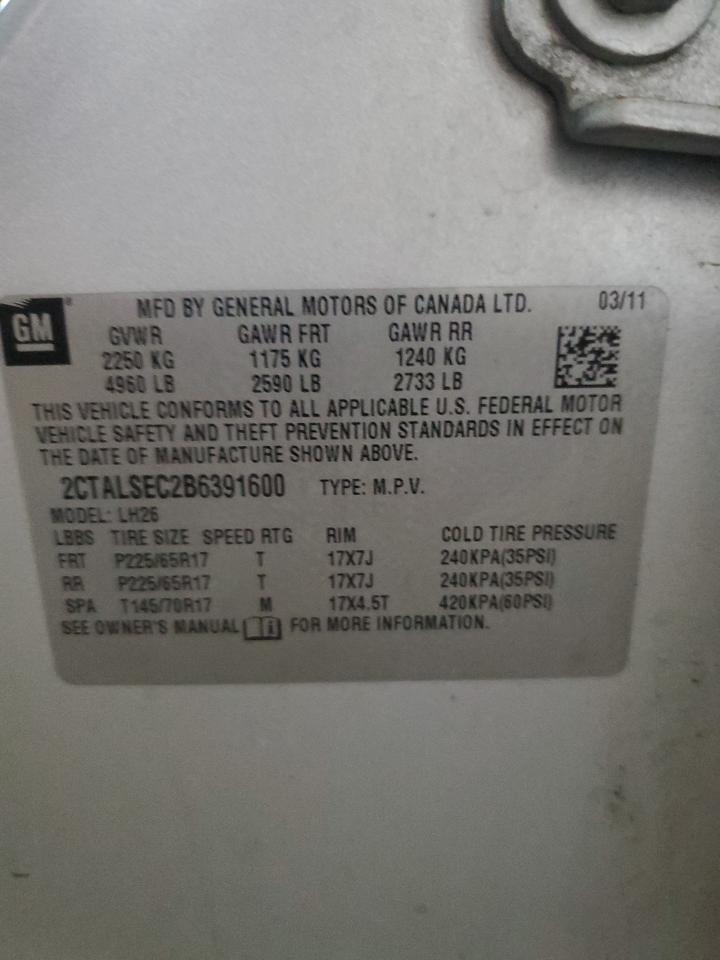 GM
MFD BY GENERAL MOTORS OF CANADA LTD. 03/11
GVWR GAWR FRT GAWR RR
2250 KG 1175 KG 1240 KG
4960 LB 2590 LB 2733 LB
THIS VEHICLE CONFORMS TO ALL APPLICABLE U.S. FEDERAL MOTOR
VEHICLE SAFETY AND THEFT PREVENTION STANDARDS IN EFFECT ON
THE DATE OF MANUFACTURE SHOWN ABOVE.
2CTALSEC2B6391600 TYPE: M.P.V.
MODEL: LH26
LBBS TIRE SIZE SPEED RTG RIM COLD TIRE PRESSURE
FRT P225/65R17 T 17X7J 240KPA(35PSI)
RR P225/65R17 T 17X7J 240KPA(35PSI)
SPA T145/70R17 M 17X4.5T 420KPA(60PSI)
SEE OWNER'S MANUAL FOR MORE INFORMATION.